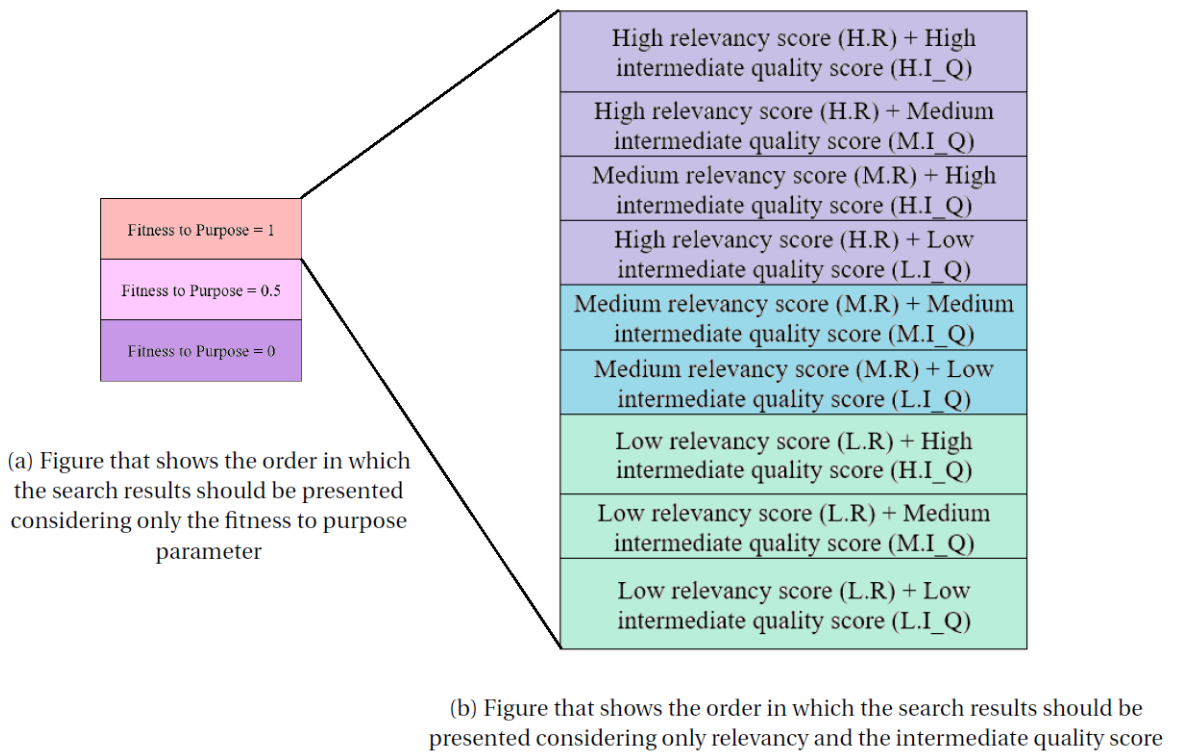 Fitness to Purpose = 1
Fitness to Purpose = 0.5
Fitness to Purpose = 0
(a) Figure that shows the order in which
the search results should be presented
considering only the fitness to purpose
parameter
High relevancy score (H.R) + High
intermediate quality score (H.I_Q)
High relevancy score (H.R) + Medium
intermediate quality score (M.I_Q)
Medium relevancy score (M.R) + High
intermediate quality score (H.I_Q)
High relevancy score (H.R) + Low
intermediate quality score (L.I_Q)
Medium relevancy score (M.R) + Medium
intermediate quality score (M.I_Q)
Medium relevancy score (M.R) + Low
intermediate quality score (L.I_Q)
Low relevancy score (L.R) + High
intermediate quality score (H.I_Q)
Low relevancy score (L.R) + Medium
intermediate quality score (M.I_Q)
Low relevancy score (L.R) + Low
intermediate quality score (L.I_Q)
(b) Figure that shows the order in which the search results should be
presented considering only relevancy and the intermediate quality score